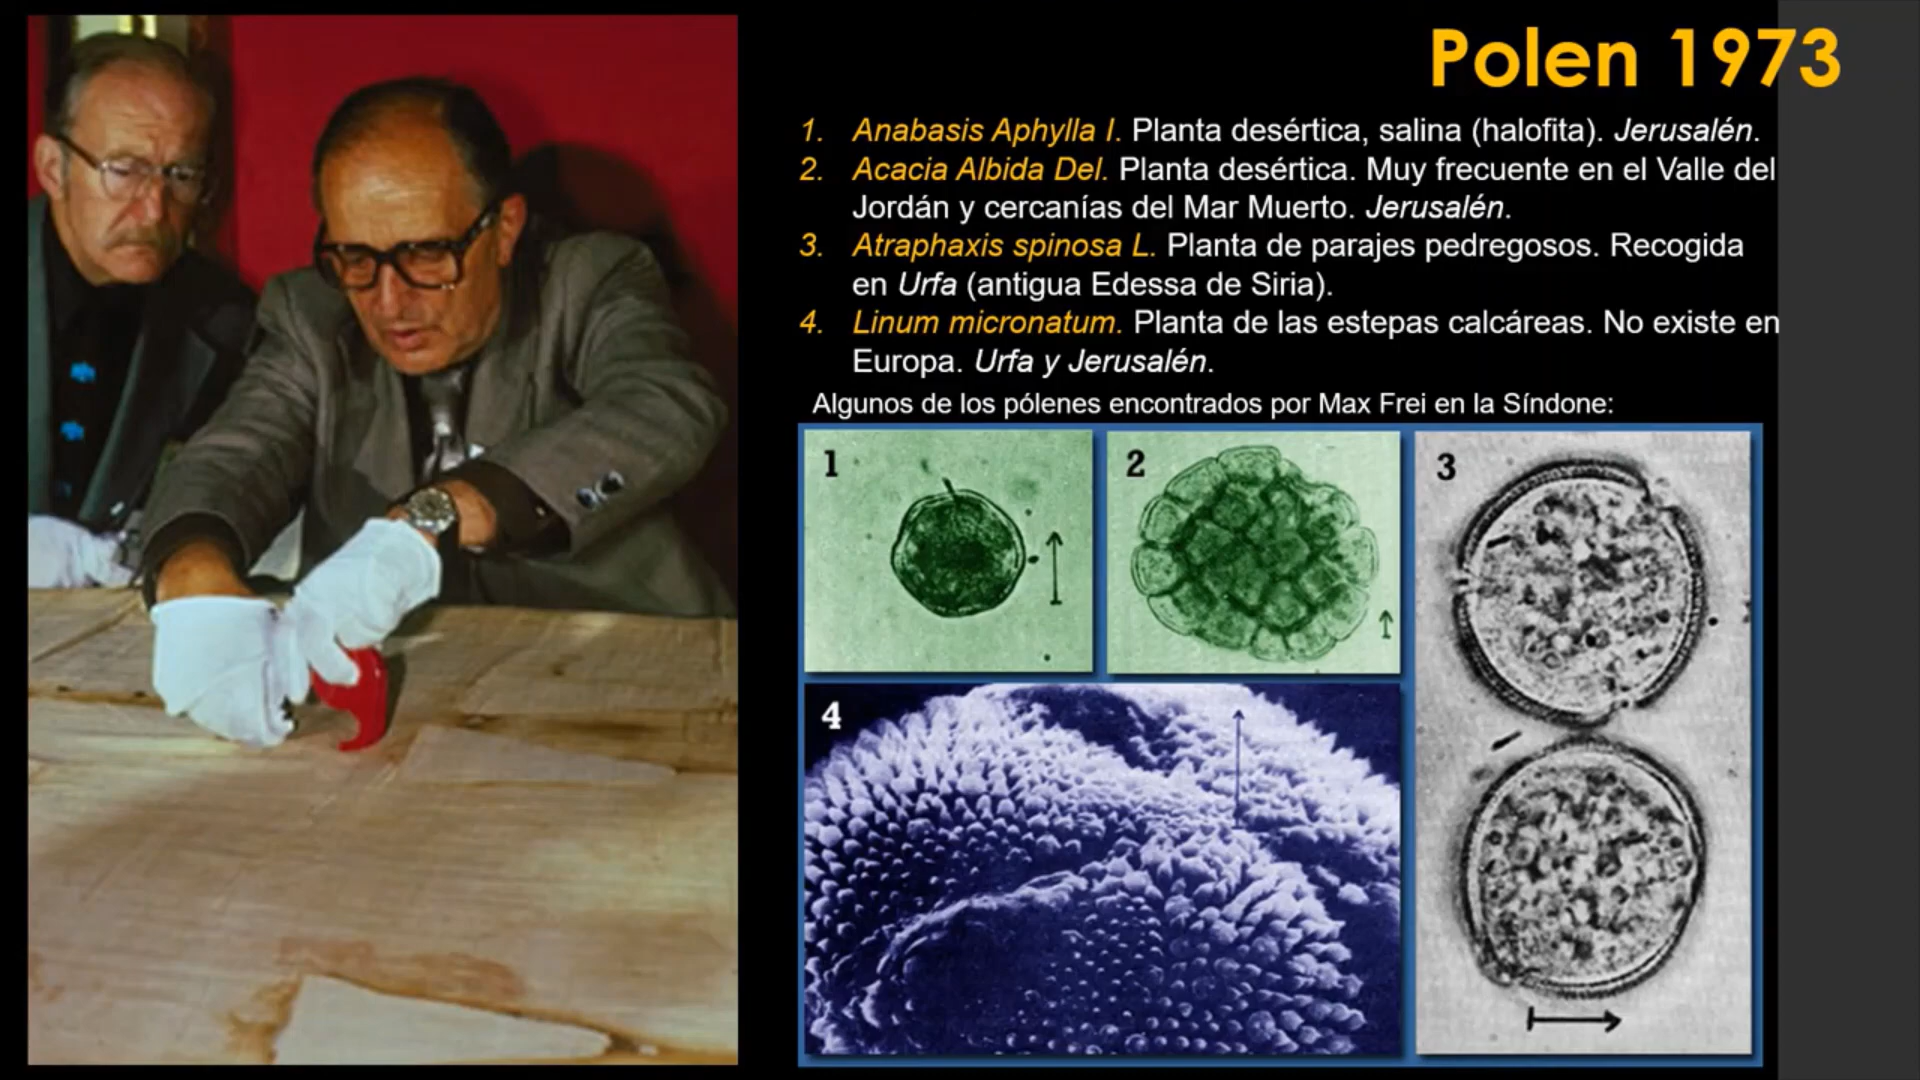 Polen 1973
1. Anabasis Aphylla l. Planta desértica, salina (halofita). Jerusalén.
2. Acacia Albida Del. Planta desértica. Muy frecuente en el Valle del
Jordán y cercanías del Mar Muerto. Jerusalén.
3. Atraphaxis spinosa L. Planta de parajes pedregosos. Recogida
en Urfa (antigua Edessa de Siria).
4. Linum micronatum. Planta de las estepas calcáreas. No existe en
Europa. Urfa y Jerusalén.
Algunos de los pólenes encontrados por Max Frei en la Síndone:
1
2
3
4